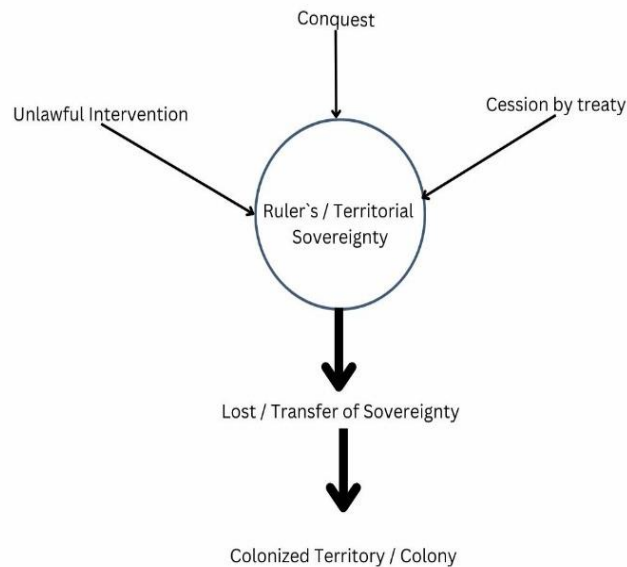 Conquest
Unlawful Intervention
Cession by treaty
Ruler`s / Territorial
Sovereignty
Lost / Transfer of Sovereignty
Colonized Territory / Colony